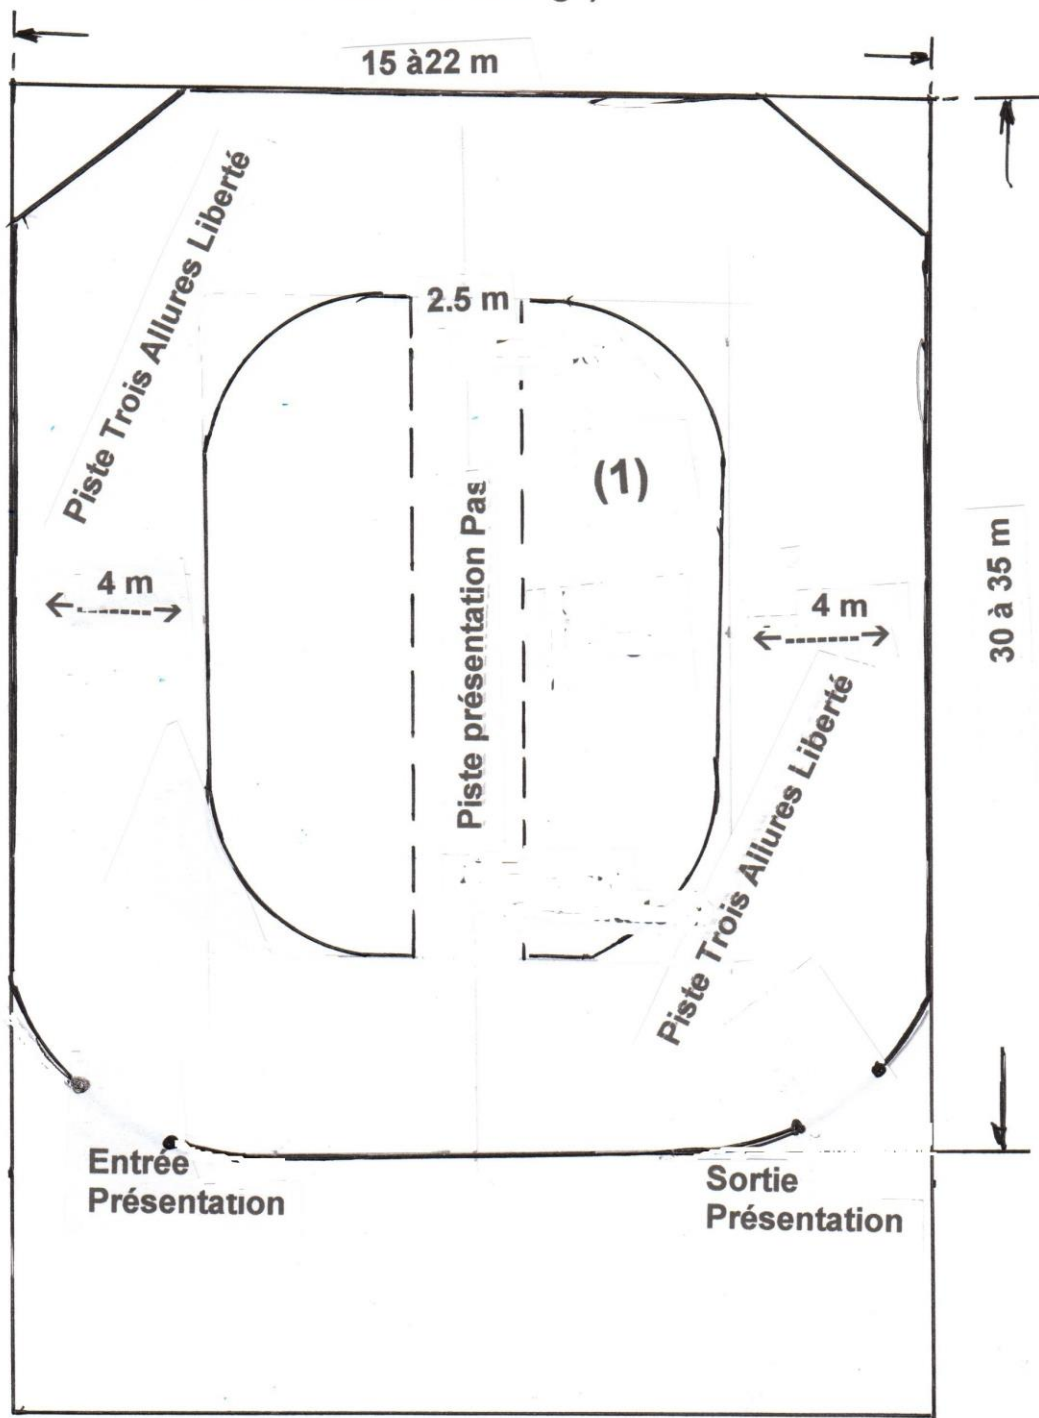 15 à22 m
Piste Trois Allures Liberté
2.5 m
(1)
Piste présentation Pas
4 m
4 m
30 à 35 m
Piste Trois Allures Liberté
Entrée
Présentation
Sortie
Présentation